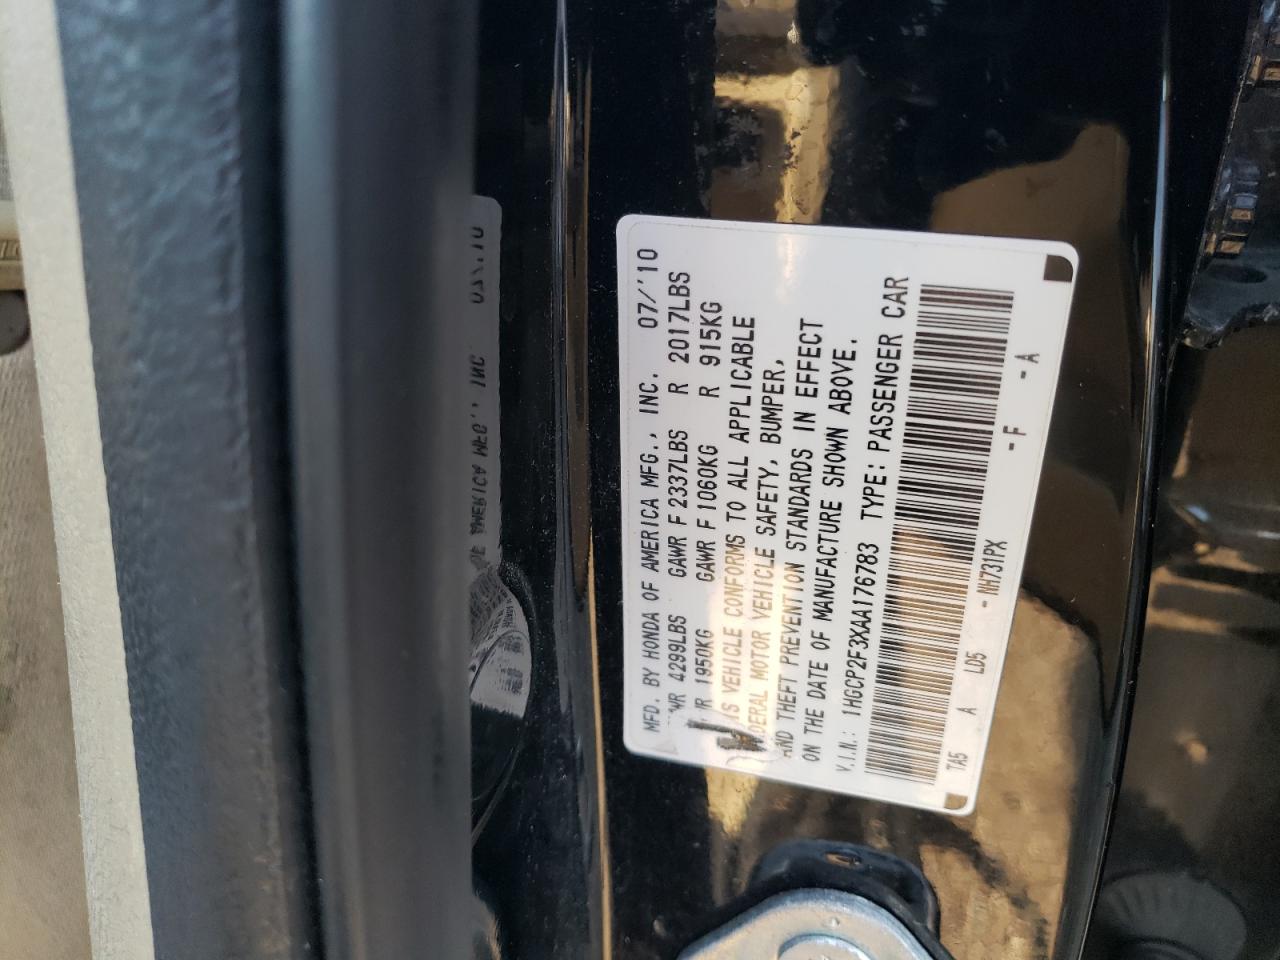 MFD. BY HONDA OF AMERICA MFG., INC. 07/'10
4299LBS GAWR F 2337LBS R 2017LBS
1950KG GAWR F 1060KG R 915KG
VEHICLE CONFORMS TO ALL APPLICABLE
MOTOR VEHICLE SAFETY, BUMPER,
AND THEFT PREVENTION STANDARDS IN EFFECT
ON THE DATE OF MANUFACTURE SHOWN ABOVE.
V.I.N.: 1HGCP2F3XAA176783 TYPE: PASSENGER CAR
TA5 A LD5 - NH731PX - F - A